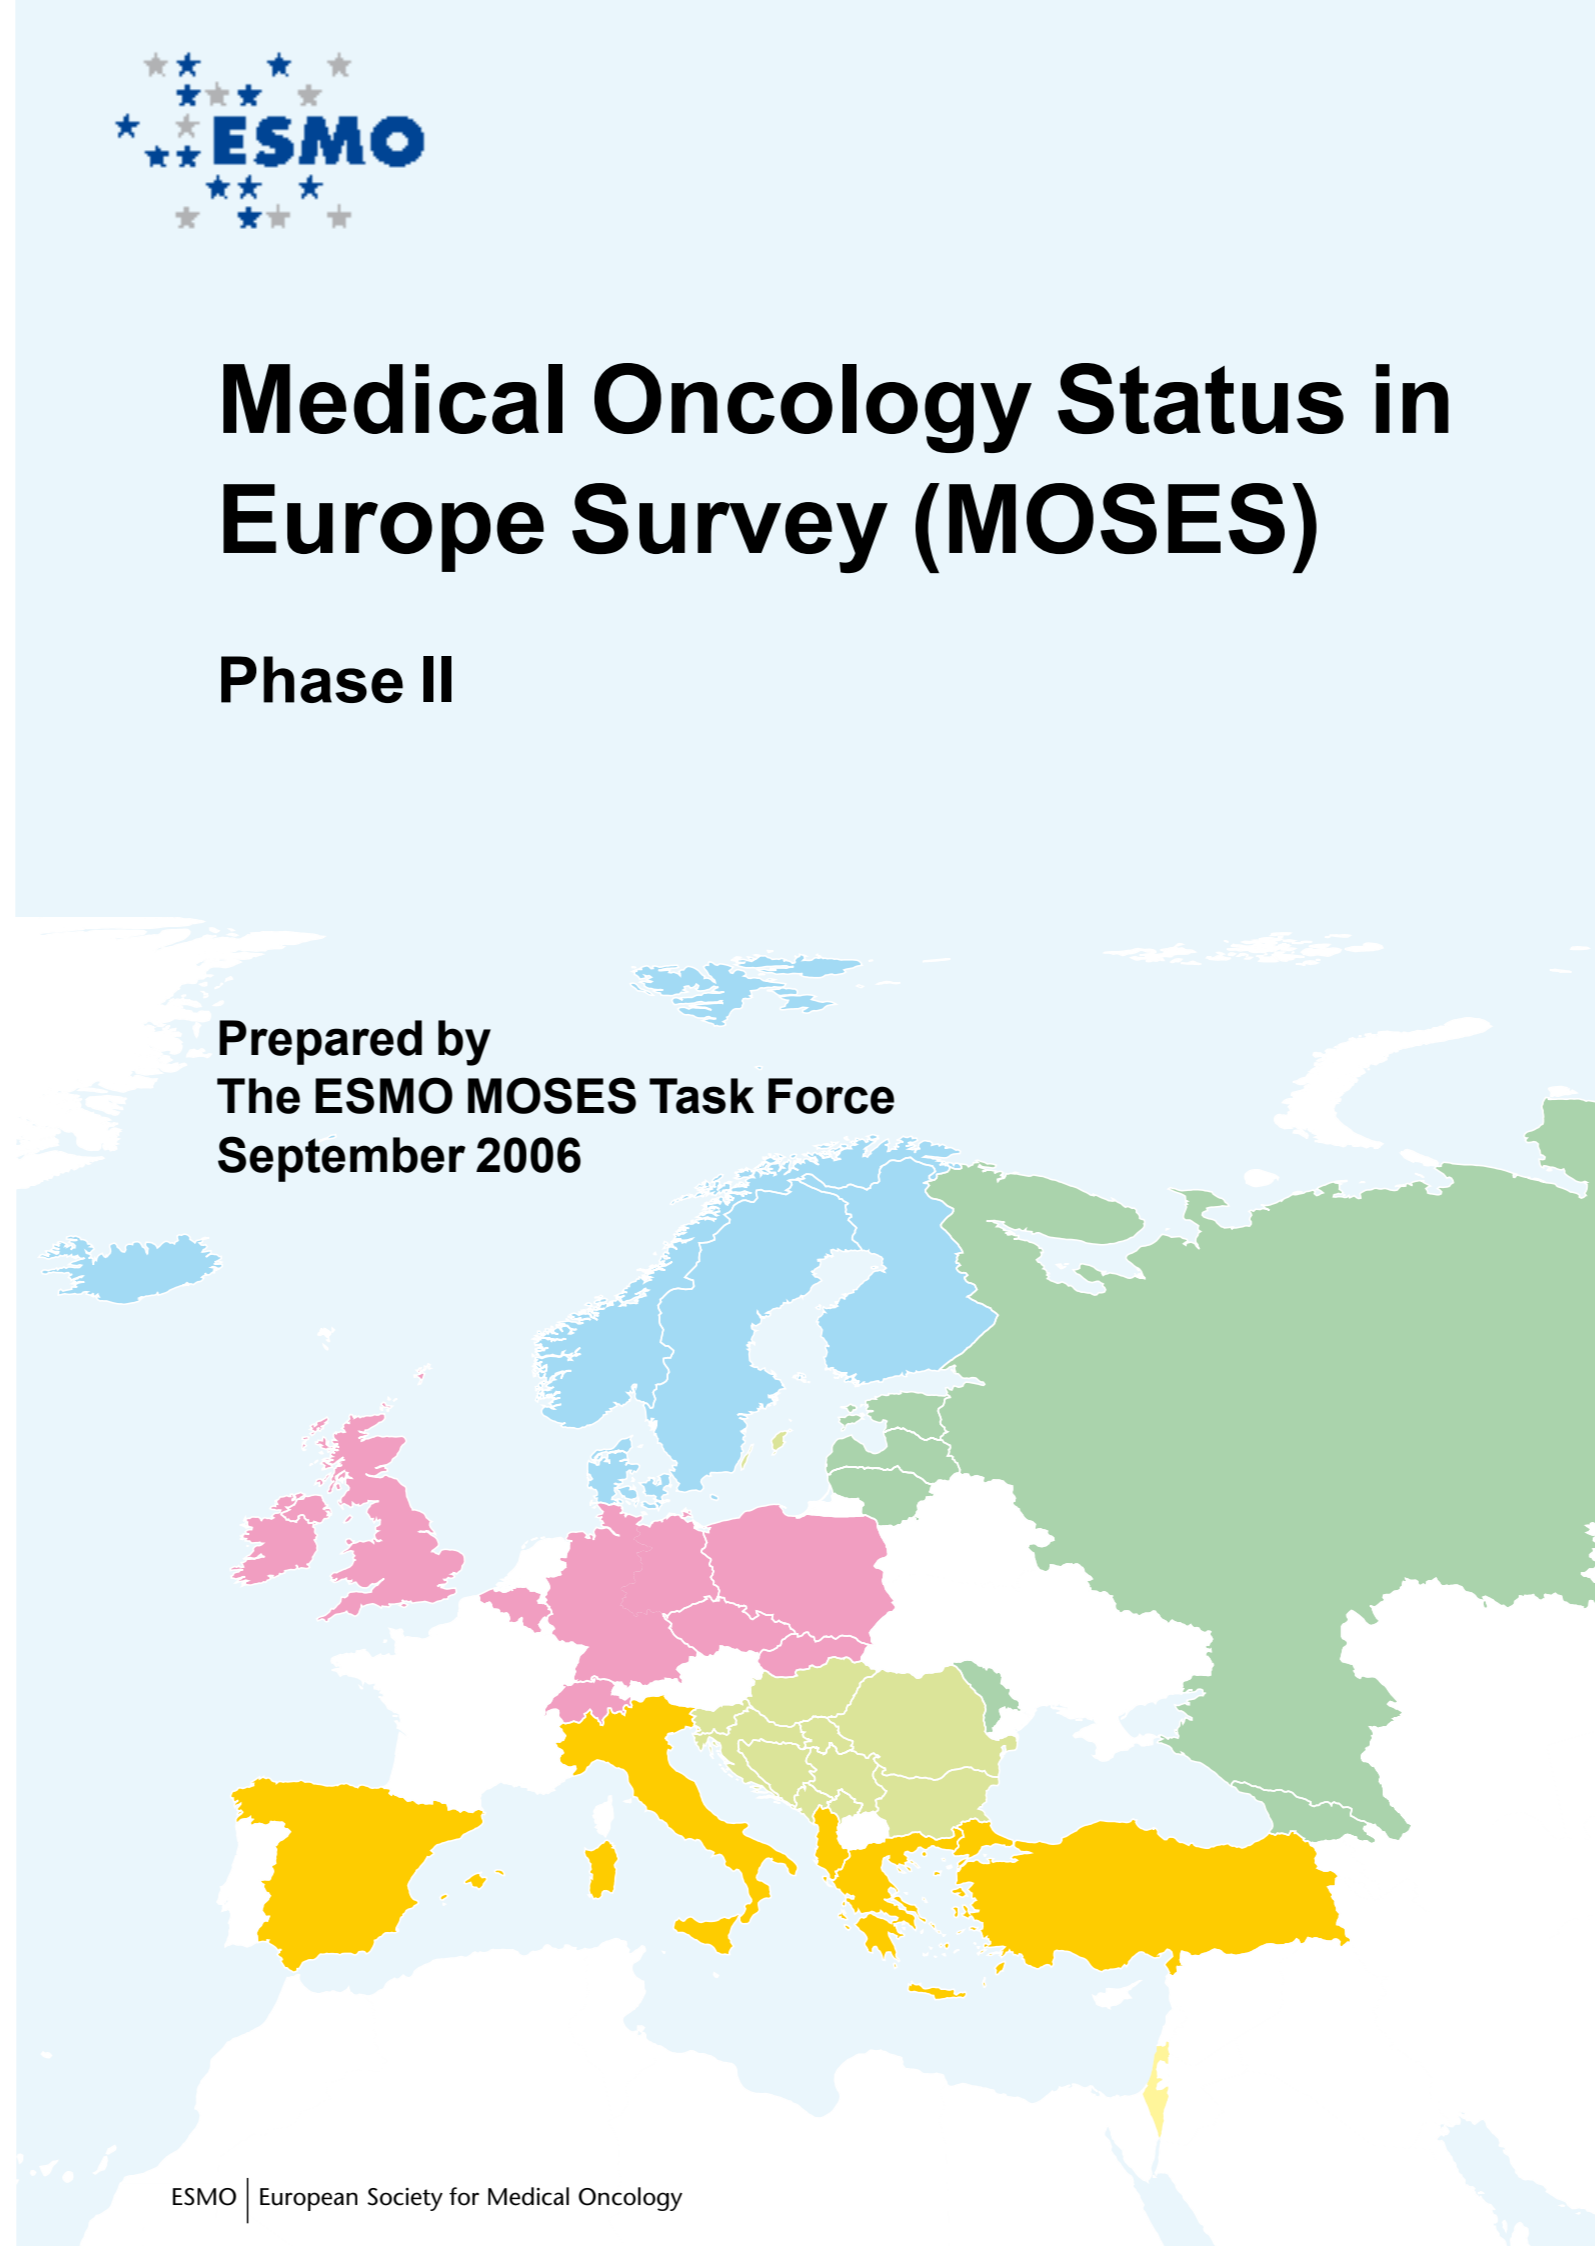 ESMO
Medical Oncology Status in
Europe Survey (MOSES)
Phase II
Prepared by
The ESMO MOSES Task Force
September 2006
ESMO | European Society for Medical Oncology